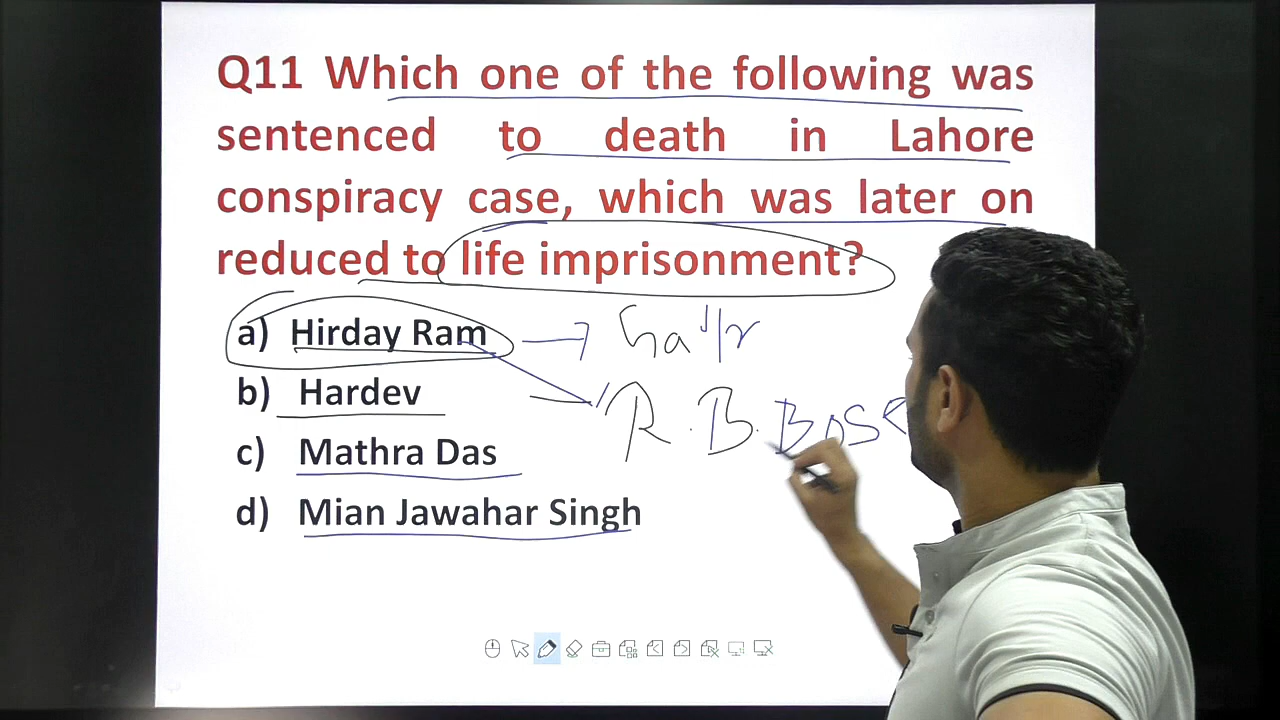 Q11 Which one of the following was
sentenced to death in Lahore
conspiracy case, which was later on
reduced to life imprisonment?
a) Hirday Ram
b) Hardev
c) Mathra Das
d) Mian Jawahar Singh
R. B. BOSE